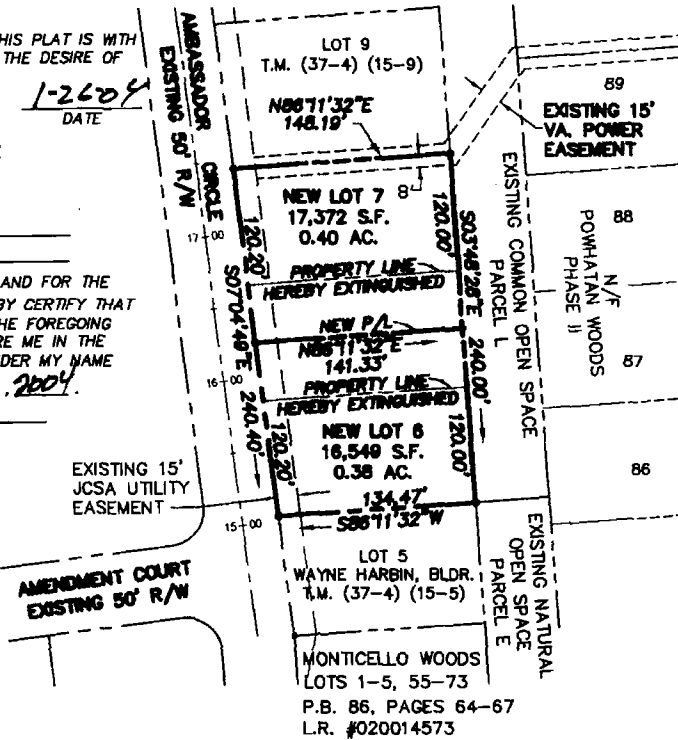 HIS PLAT IS WITH
THE DESIRE OF
1-2604
DATE
AND FOR THE
BY CERTIFY THAT
HE FOREGOING
RE ME IN THE
DER MY NAME
, 2004.
AMBASSADOR CIRCLE
EXISTING 50' R/W
LOT 9
T.M. (37-4) (15-9)
N86°11'32"E
148.19'
89
EXISTING 15'
VA. POWER
EASEMENT
NEW LOT 7
17,372 S.F.
0.40 AC.
8'
120.20'
120.00'
17+00
S07°04'49"E 240.40'
S03°48'28"E 240.00'
PROPERTY LINE
HEREBY EXTINGUISHED
NEW P/L
N86°11'32"E
141.33'
EXISTING COMMON OPEN SPACE
PARCEL L
88
N/F
POWHATAN WOODS
PHASE II
87
16+00
PROPERTY LINE
HEREBY EXTINGUISHED
NEW LOT 6
16,549 S.F.
0.38 AC.
120.20'
120.00'
86
EXISTING 15'
JCSA UTILITY
EASEMENT
15+00
134.47'
S86°11'32"W
AMENDMENT COURT
EXISTING 50' R/W
LOT 5
WAYNE HARBIN, BLDR.
T.M. (37-4) (15-5)
EXISTING NATURAL
OPEN SPACE
PARCEL E
MONTICELLO WOODS
LOTS 1-5, 55-73
P.B. 86, PAGES 64-67
L.R. #020014573